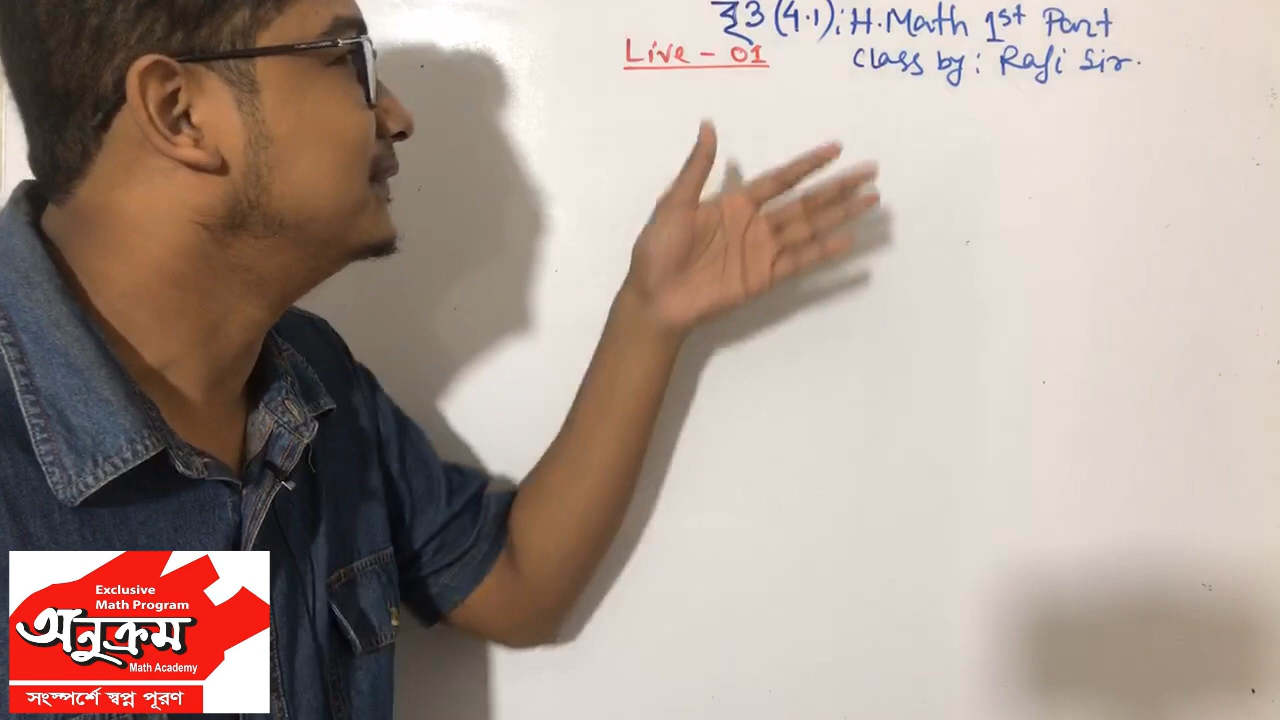 বৃত্ত (4.1): H.Math 1st Part
Live - 01
Class by: Rafi Sir.
Exclusive
Math Program
অনুক্রম
Math Academy
সংস্পর্শে স্বপ্ন পূরণ